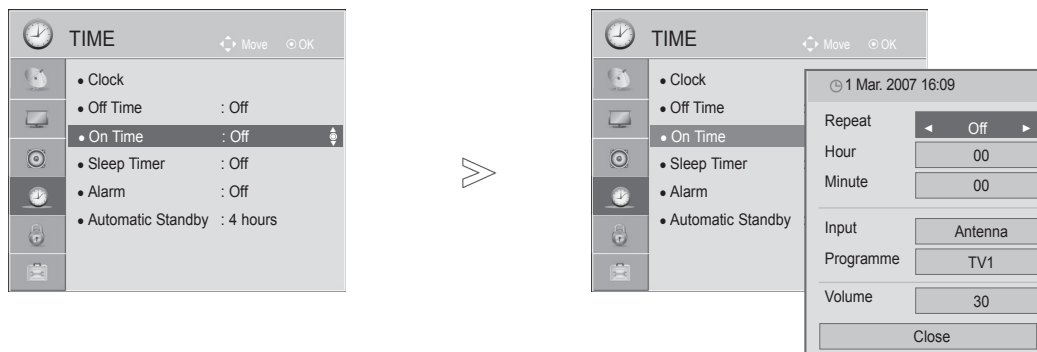 TIME
Move OK
• Clock
• Off Time : Off
• On Time : Off
• Sleep Timer : Off
• Alarm : Off
• Automatic Standby : 4 hours
TIME
Move OK
• Clock
• Off Time :
• On Time
• Sleep Timer
• Alarm
• Automatic Standby :
1 Mar. 2007 16:09
Repeat ◄ Off ►
Hour 00
Minute 00
Input Antenna
Programme TV1
Volume 30
Close